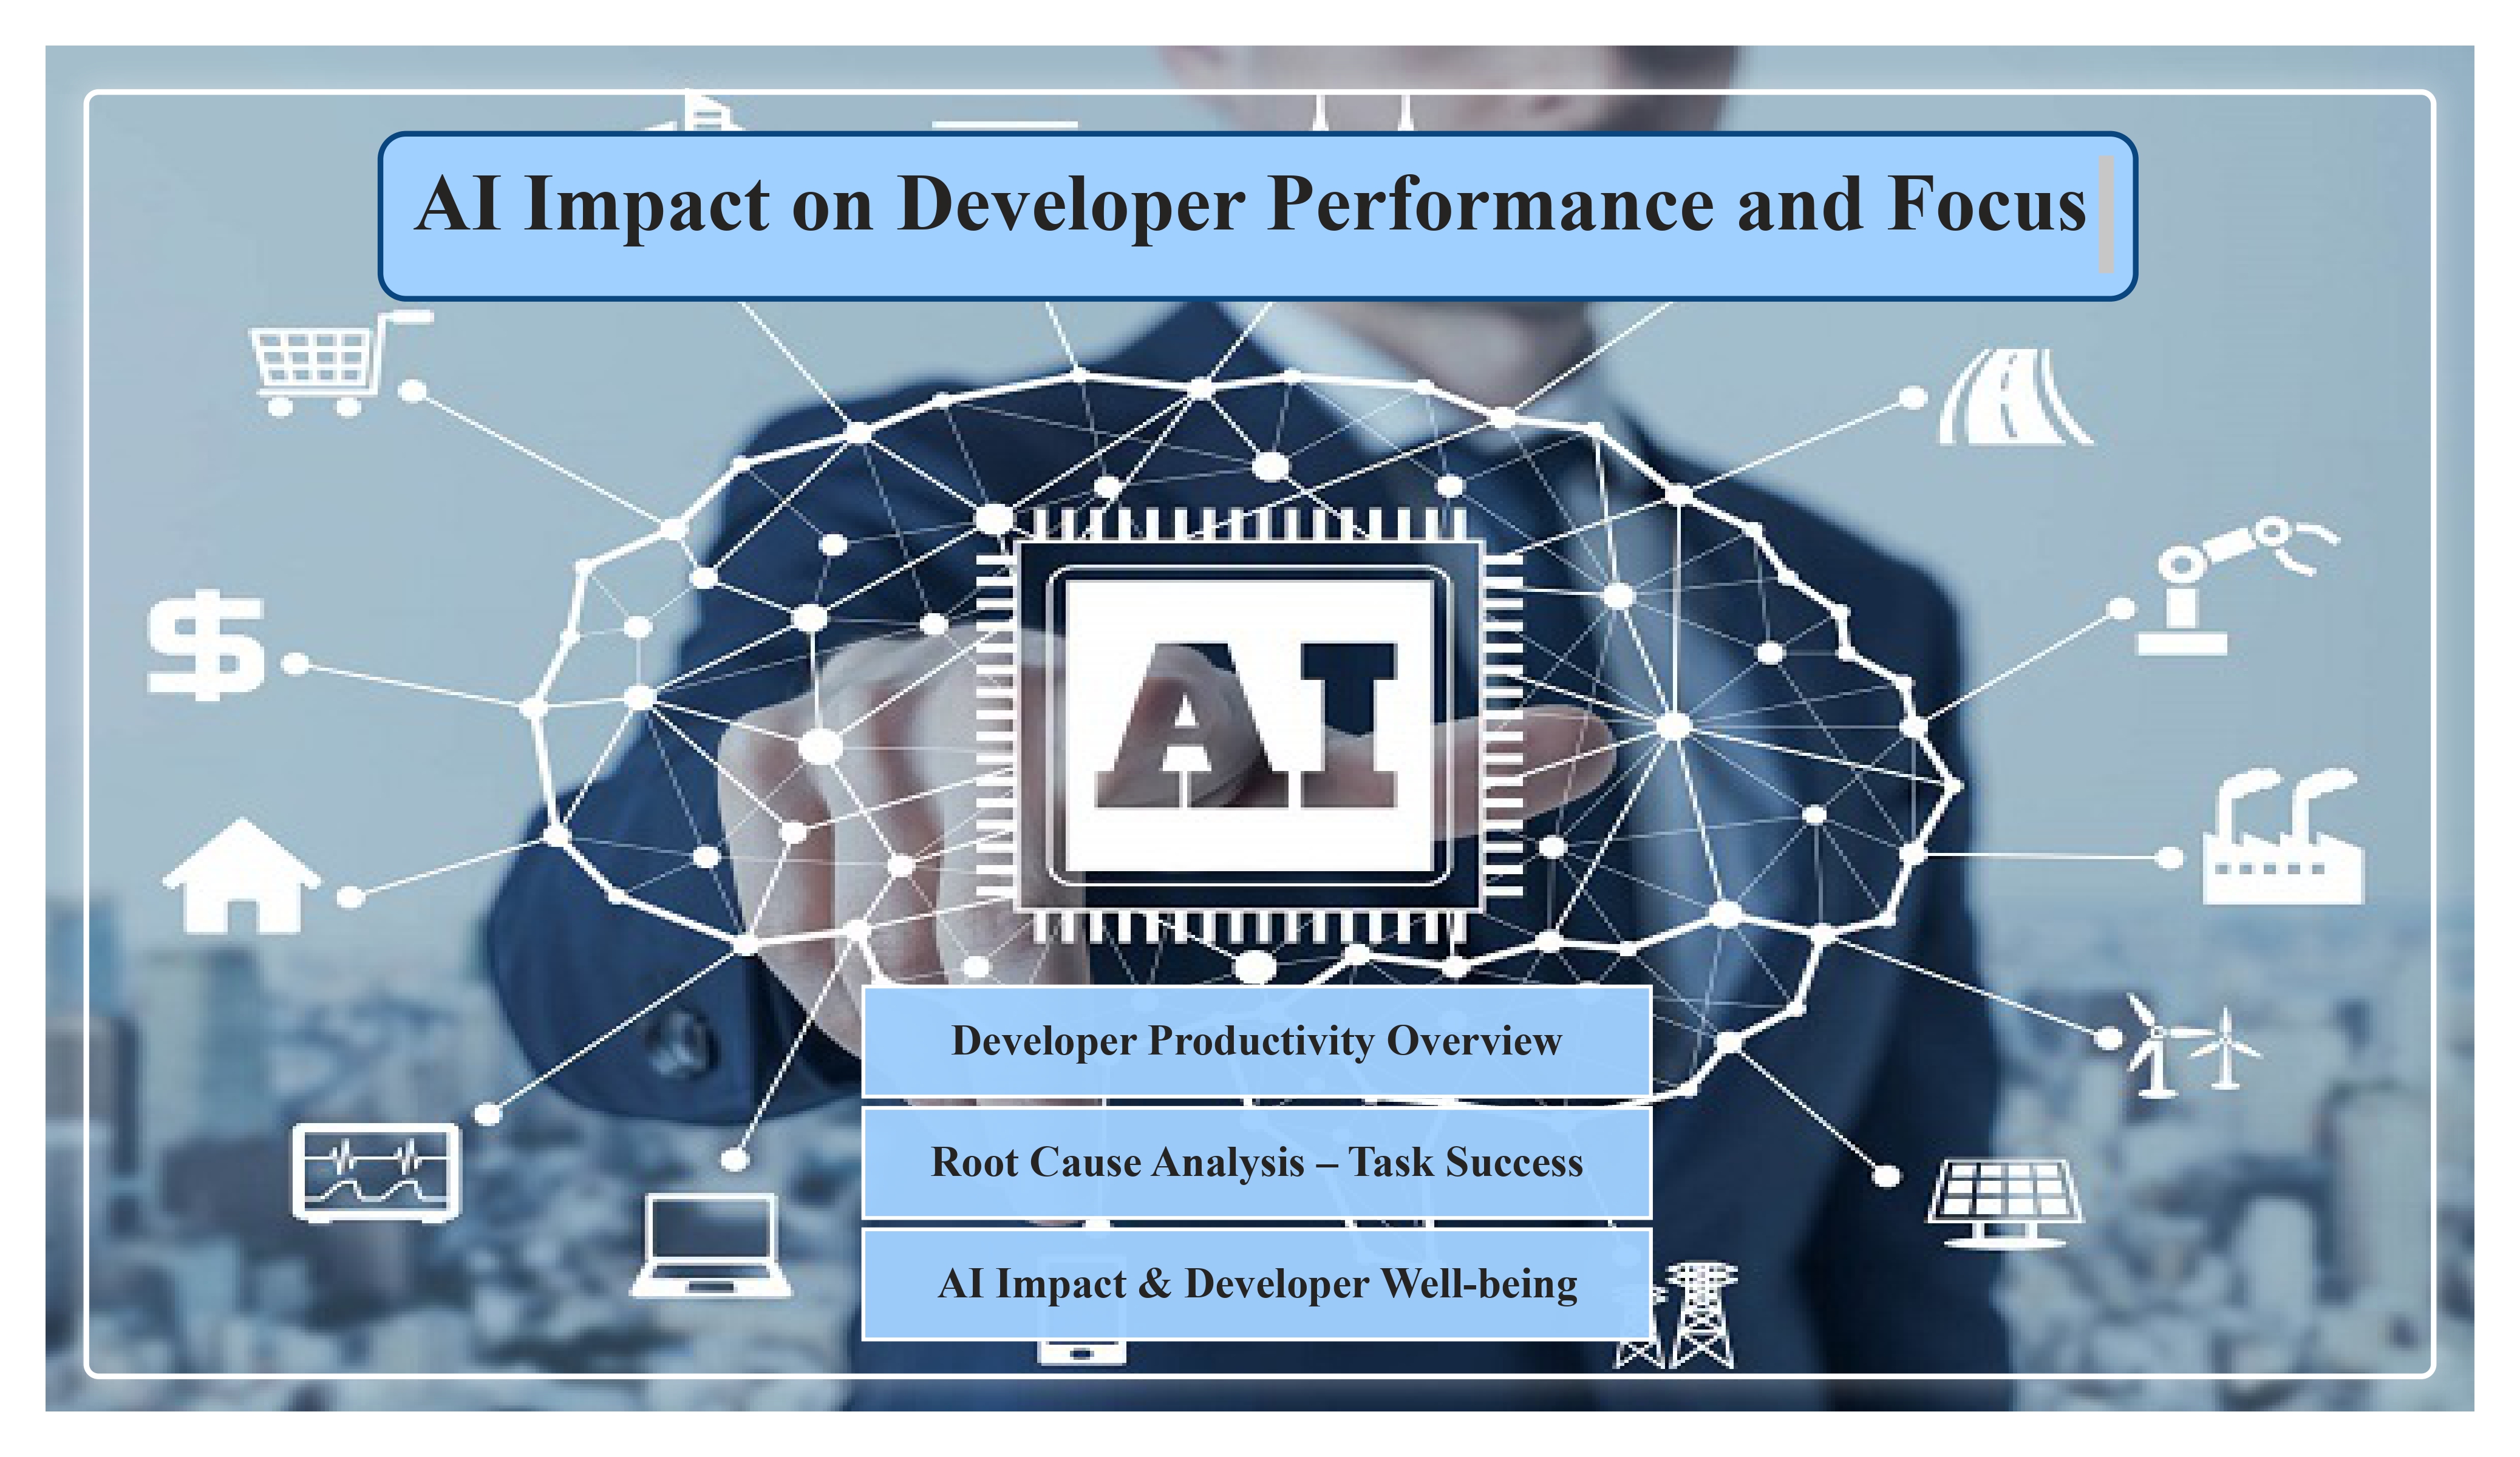 AI Impact on Developer Performance and Focus
$
AI
Developer Productivity Overview
Root Cause Analysis – Task Success
AI Impact & Developer Well-being